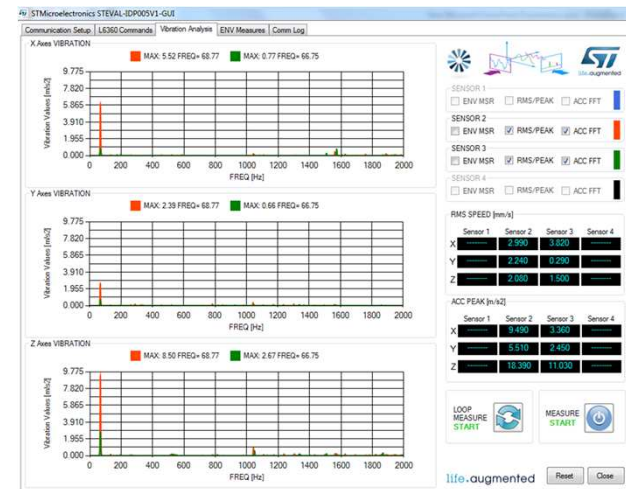 STMicroelectronics STEVAL-IDP005V1-GUI
Communication Setup L6360 Commands Vibration Analysis ENV Measures Comm Log
X Axes VIBRATION
MAX: 5.52 FREQ= 68.77 MAX: 0.77 FREQ= 66.75
Vibration Values [m/s2]
9.775
7.820
5.865
3.910
1.955
0.000
0 200 400 600 800 1000 1200 1400 1600 1800 2000
FREQ [Hz]
Y Axes VIBRATION
MAX: 2.39 FREQ= 68.77 MAX: 0.66 FREQ= 66.75
Vibration Values [m/s2]
9.775
7.820
5.865
3.910
1.955
0.000
0 200 400 600 800 1000 1200 1400 1600 1800 2000
FREQ [Hz]
Z Axes VIBRATION
MAX: 8.50 FREQ= 68.77 MAX: 2.67 FREQ= 66.75
Vibration Values [m/s2]
9.775
7.820
5.865
3.910
1.955
0.000
0 200 400 600 800 1000 1200 1400 1600 1800 2000
FREQ [Hz]
ST
life.augmented
SENSOR 1
ENV MSR RMS/PEAK ACC FFT
SENSOR 2
ENV MSR RMS/PEAK ACC FFT
SENSOR 3
ENV MSR RMS/PEAK ACC FFT
SENSOR 4
ENV MSR RMS/PEAK ACC FFT
RMS SPEED [mm/s]
Sensor 1 Sensor 2 Sensor 3 Sensor 4
X -------- 2.990 3.820 --------
Y -------- 2.240 0.290 --------
Z -------- 2.080 1.500 --------
ACC PEAK [m/s2]
Sensor 1 Sensor 2 Sensor 3 Sensor 4
X -------- 9.490 3.360 --------
Y -------- 5.510 2.450 --------
Z -------- 18.390 11.030 --------
LOOP
MEASURE
START
MEASURE
START
life.augmented
Reset Close